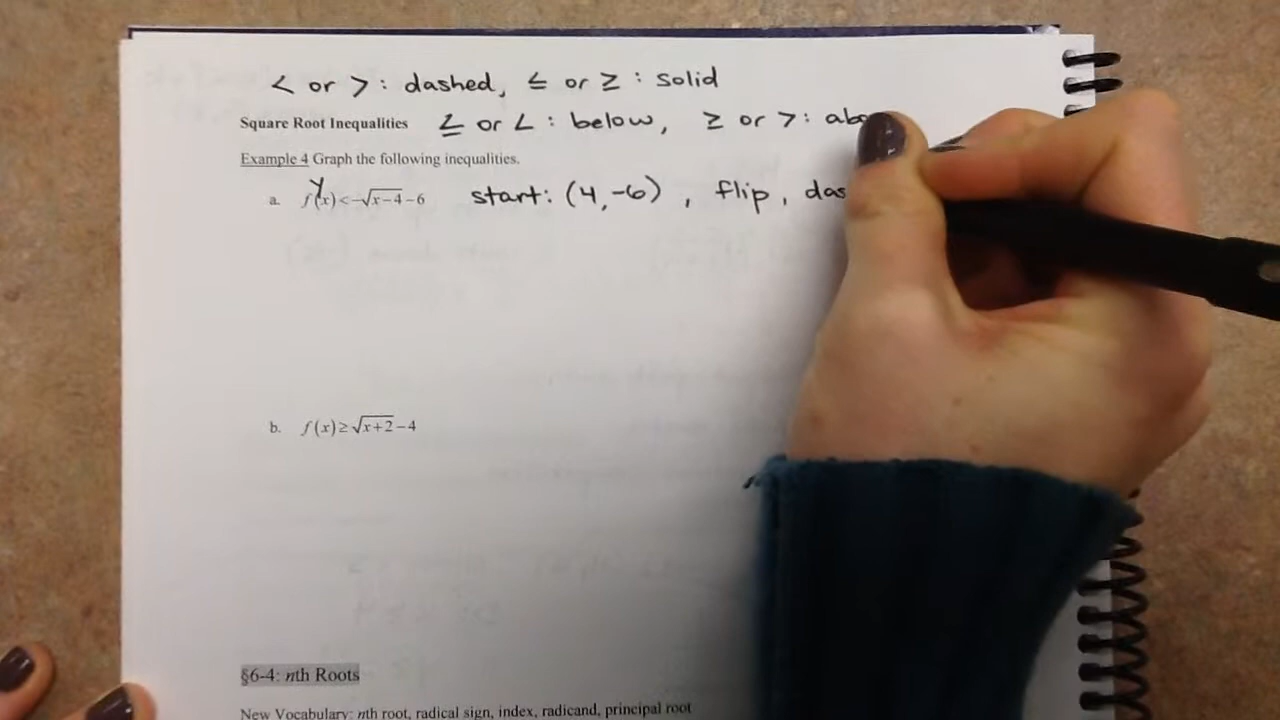 < or > : dashed, ≤ or ≥ : solid
Square Root Inequalities ≤ or < : below, ≥ or > : abo
Example 4 Graph the following inequalities.
a. f(x) y < -√x-4 - 6 start: (4,-6) , flip , das
b. f(x) ≥ √x+2 - 4
§6-4: nth Roots
New Vocabulary: nth root, radical sign, index, radicand, principal root